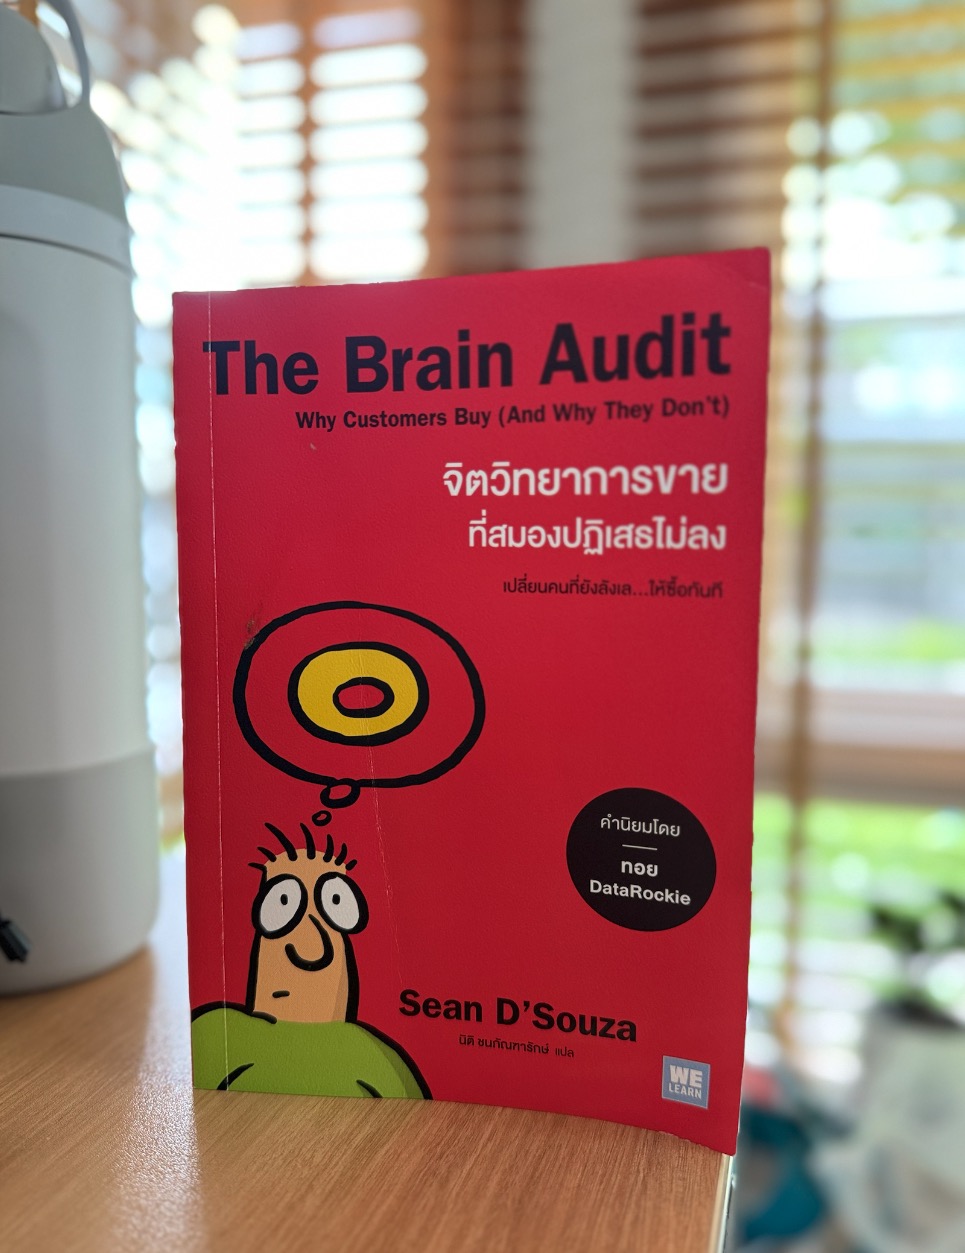 The Brain Audit
Why Customers Buy (And Why They Don't)
จิตวิทยาการขาย
ที่สมองปฏิเสธไม่ลง
เปลี่ยนคนที่ยังลังเล...ให้ซื้อทันที
คำนิยมโดย
ทอย
DataRockie
Sean D'Souza
นิติ ชนภัณฑารักษ์ แปล
WE
LEARN